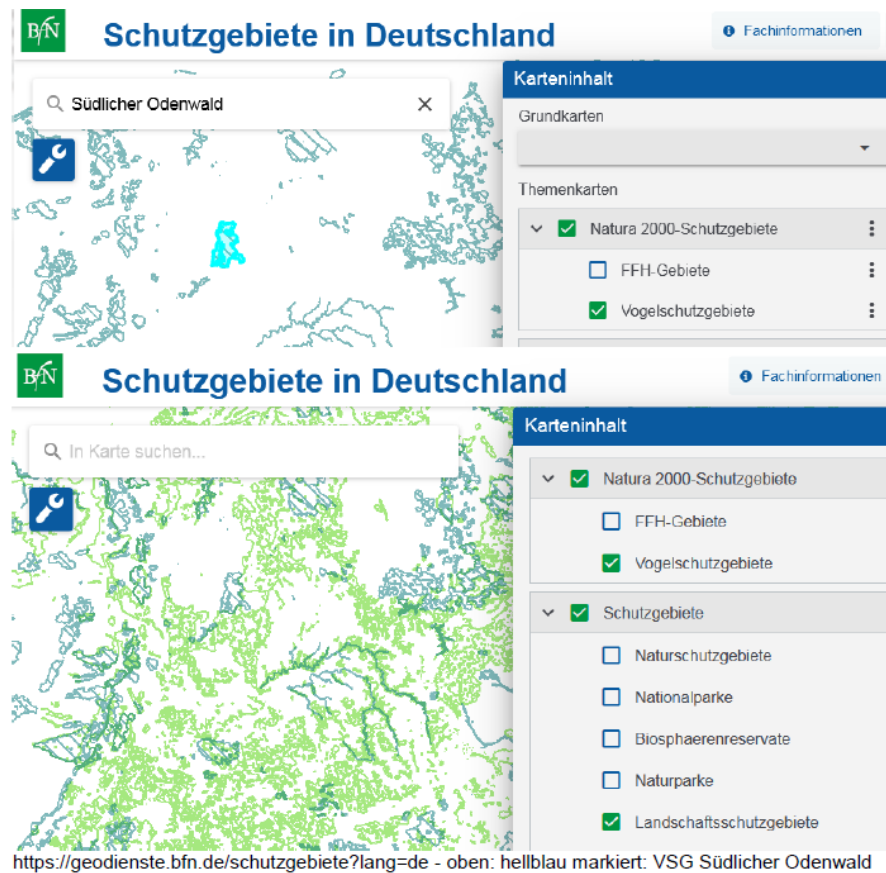 BfN
Schutzgebiete in Deutschland
Fachinformationen
Südlicher Odenwald
Karteninhalt
Grundkarten
Themenkarten
Natura 2000-Schutzgebiete
FFH-Gebiete
Vogelschutzgebiete
BfN
Schutzgebiete in Deutschland
Fachinformationen
In Karte suchen...
Karteninhalt
Natura 2000-Schutzgebiete
FFH-Gebiete
Vogelschutzgebiete
Schutzgebiete
Naturschutzgebiete
Nationalparke
Biosphaerenreservate
Naturparke
Landschaftsschutzgebiete
https://geodienste.bfn.de/schutzgebiete?lang=de - oben: hellblau markiert: VSG Südlicher Odenwald